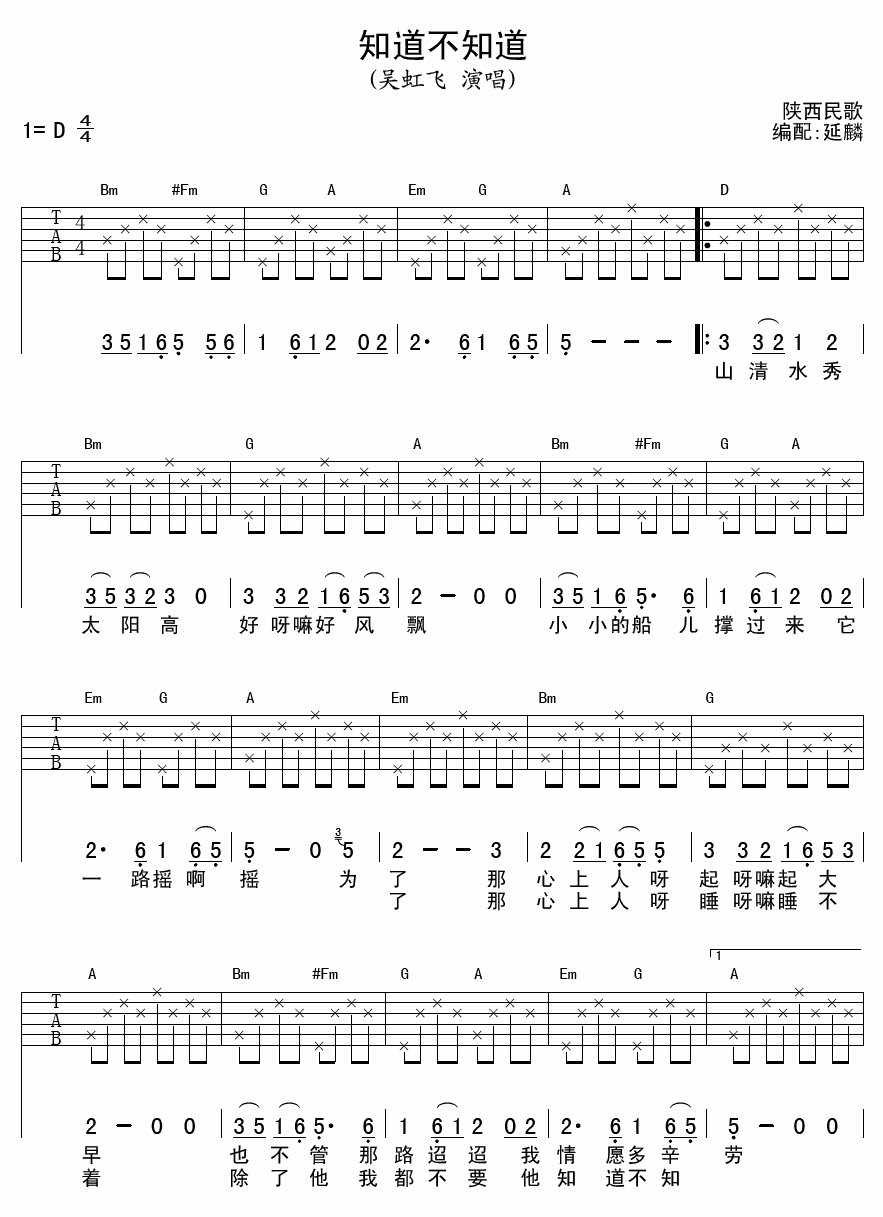 知道不知道
(吴虹飞 演唱)
陕西民歌
1= D 4/4
编配:延麟
Bm #Fm G A Em G A D
T A B 4/4
3 5 1 6 5 5 6 | 1 6 1 2 0 2 | 2· 6 1 6 5 | 5 - - - |: 3 3 2 1 2
山 清 水 秀
Bm G A Bm #Fm G A
T A B
3 5 3 2 3 0 | 3 3 2 1 6 5 3 | 2 - 0 0 | 3 5 1 6 5· 6 | 1 6 1 2 0 2
太 阳 高 好 呀嘛好 风 飘 小 小的船 儿 撑 过 来 它
Em G A Em Bm G
T A B
2· 6 1 6 5 | 5 - 0 3 5 | 2 - - 3 | 2 2 1 6 5 5 | 3 3 2 1 6 5 3
一 路摇 啊 摇 为 了 那 心 上 人 呀 起 呀嘛起 大
了 那 心 上 人 呀 睡 呀嘛睡 不
1
A Bm #Fm G A Em G A
T A B
2 - 0 0 | 3 5 1 6 5· 6 | 1 6 1 2 0 2 | 2· 6 1 6 5 | 5 - 0 0
早 也 不 管 那 路 迢 迢 我 情 愿多 辛 劳
着 除 了 他 我 都 不 要 他 知 道不 知